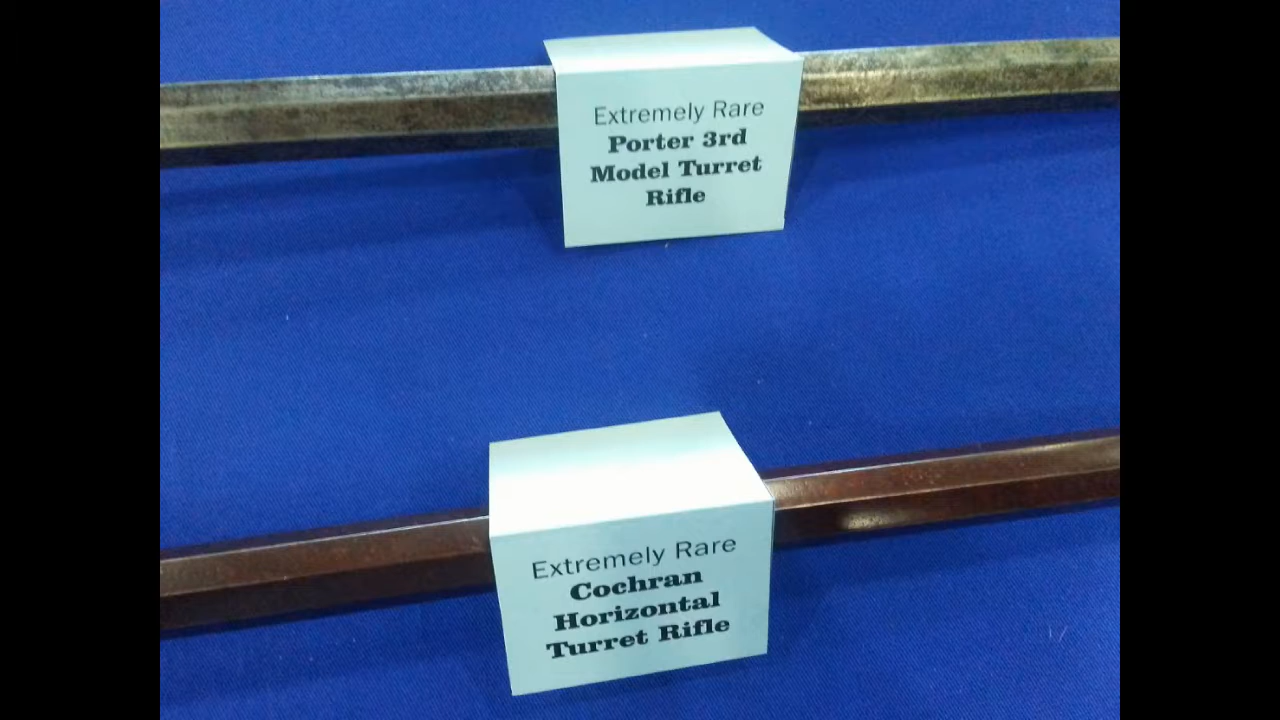 Extremely Rare
Porter 3rd
Model Turret
Rifle
Extremely Rare
Cochran
Horizontal
Turret Rifle